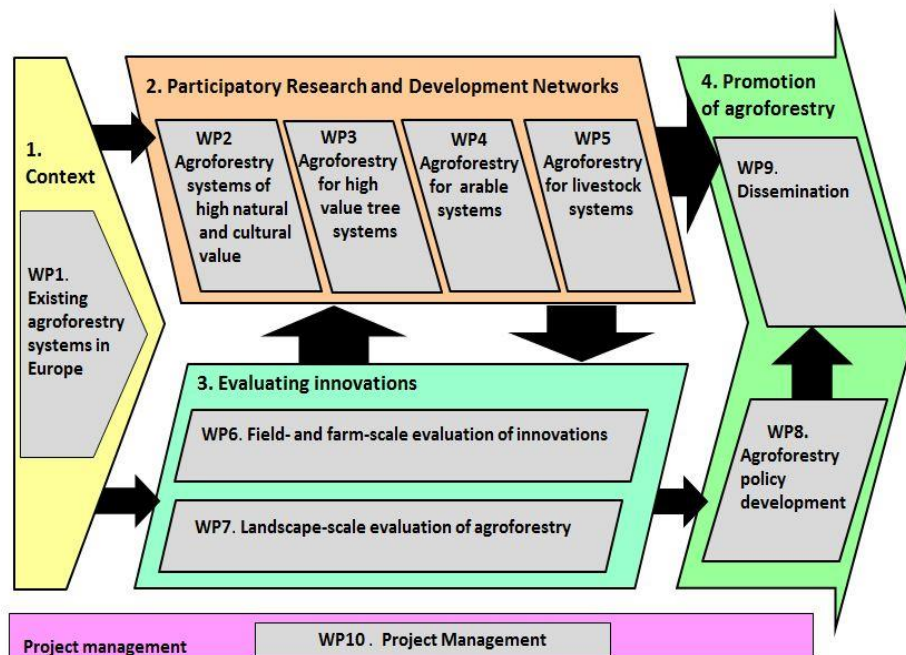 1.
Context
WP1.
Existing
agroforestry
systems in
Europe
2. Participatory Research and Development Networks
WP2
Agroforestry
systems of
high natural
and cultural
value
WP3
Agroforestry
for high
value tree
systems
WP4
Agroforestry
for arable
systems
WP5
Agroforestry
for livestock
systems
3. Evaluating innovations
WP6. Field- and farm-scale evaluation of innovations
WP7. Landscape-scale evaluation of agroforestry
4. Promotion
of agroforestry
WP9.
Dissemination
WP8.
Agroforestry
policy
development
Project management
WP10 . Project Management